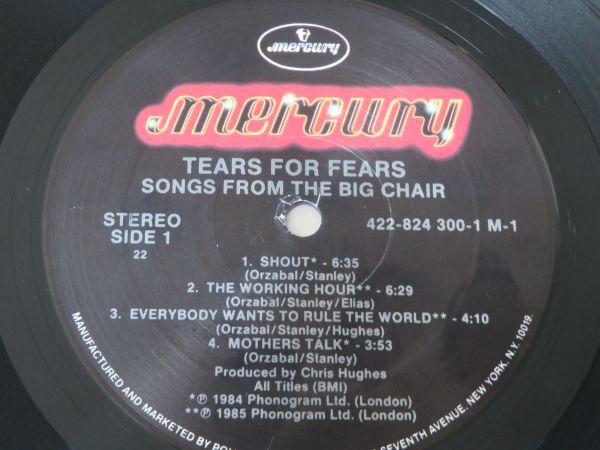 mercury
mercury
TEARS FOR FEARS
SONGS FROM THE BIG CHAIR
STEREO
SIDE 1
22
422-824 300-1 M-1
1. SHOUT* - 6:35
(Orzabal/Stanley)
2. THE WORKING HOUR** - 6:29
(Orzabal/Stanley/Elias)
3. EVERYBODY WANTS TO RULE THE WORLD** - 4:10
(Orzabal/Stanley/Hughes)
4. MOTHERS TALK* - 3:53
(Orzabal/Stanley)
Produced by Chris Hughes
All Titles (BMI)
*℗ 1984 Phonogram Ltd. (London)
**℗ 1985 Phonogram Ltd. (London)
MANUFACTURED AND MARKETED BY SEVENTH AVENUE, NEW YORK, N.Y. 10019.